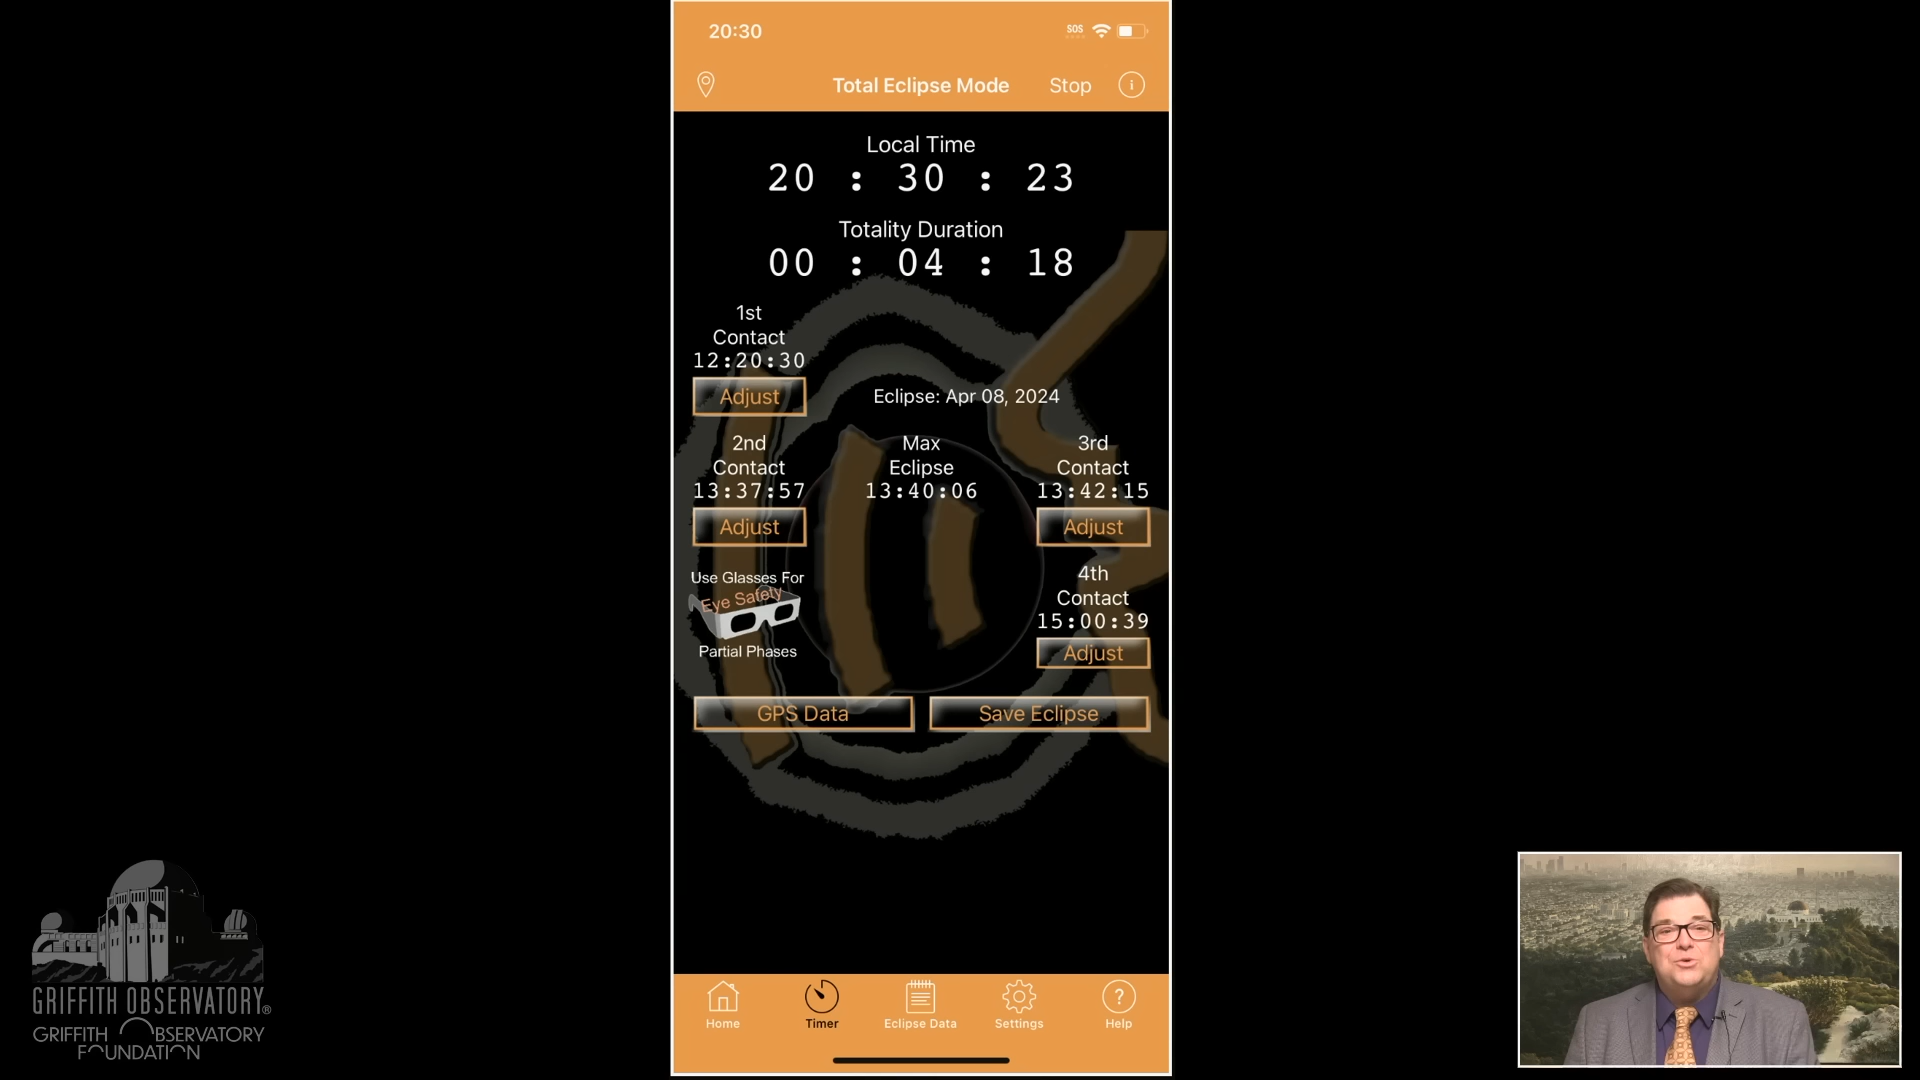 20:30
SOS
Total Eclipse Mode
Stop
i
Local Time
20 : 30 : 23
Totality Duration
00 : 04 : 18
1st
Contact
12:20:30
Adjust
Eclipse: Apr 08, 2024
2nd
Contact
13:37:57
Adjust
Max
Eclipse
13:40:06
3rd
Contact
13:42:15
Adjust
Use Glasses For
Eye Safety
Partial Phases
4th
Contact
15:00:39
Adjust
GPS Data
Save Eclipse
Home
Timer
Eclipse Data
Settings
?
Help
GRIFFITH OBSERVATORY®
GRIFFITH OBSERVATORY
FOUNDATION